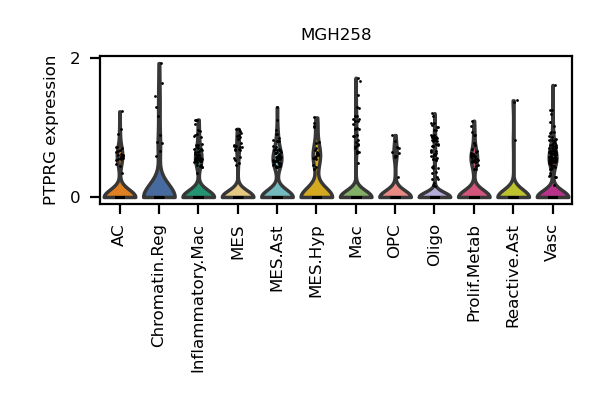 MGH258
PTPRG expression
2
0
AC
Chromatin.Reg
Inflammatory.Mac
MES
MES.Ast
MES.Hyp
Mac
OPC
Oligo
Prolif.Metab
Reactive.Ast
Vasc